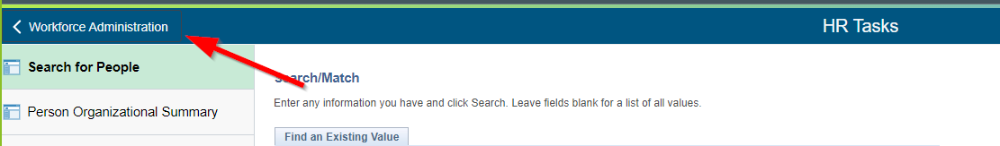 Workforce Administration
HR Tasks
Search for People
Person Organizational Summary
Search/Match
Enter any information you have and click Search. Leave fields blank for a list of all values.
Find an Existing Value